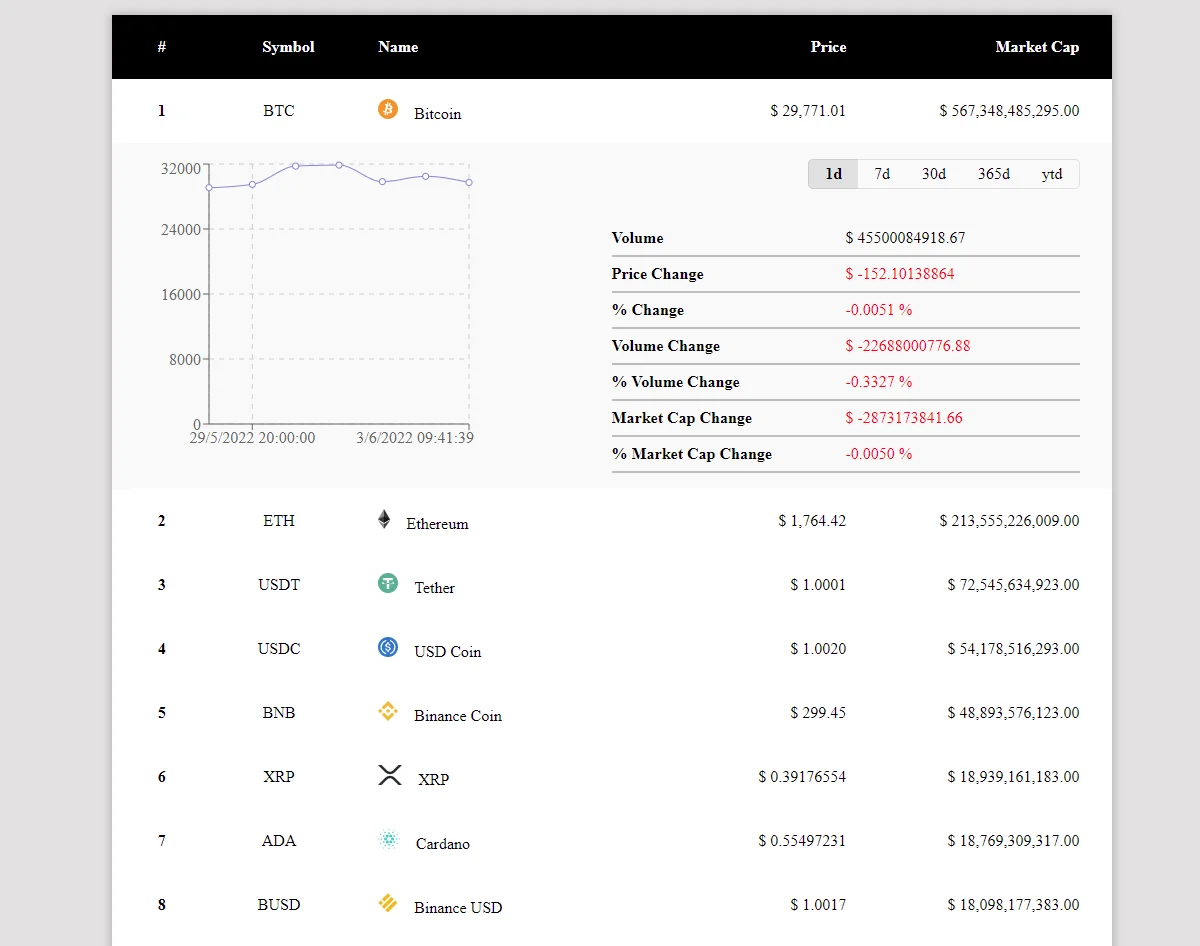 # Symbol Name Price Market Cap
1 BTC Bitcoin $ 29,771.01 $ 567,348,485,295.00
32000
24000
16000
8000
0
29/5/2022 20:00:00 3/6/2022 09:41:39
1d 7d 30d 365d ytd
Volume $ 45500084918.67
Price Change $ -152.10138864
% Change -0.0051 %
Volume Change $ -22688000776.88
% Volume Change -0.3327 %
Market Cap Change $ -2873173841.66
% Market Cap Change -0.0050 %
2 ETH Ethereum $ 1,764.42 $ 213,555,226,009.00
3 USDT Tether $ 1.0001 $ 72,545,634,923.00
4 USDC USD Coin $ 1.0020 $ 54,178,516,293.00
5 BNB Binance Coin $ 299.45 $ 48,893,576,123.00
6 XRP XRP $ 0.39176554 $ 18,939,161,183.00
7 ADA Cardano $ 0.55497231 $ 18,769,309,317.00
8 BUSD Binance USD $ 1.0017 $ 18,098,177,383.00